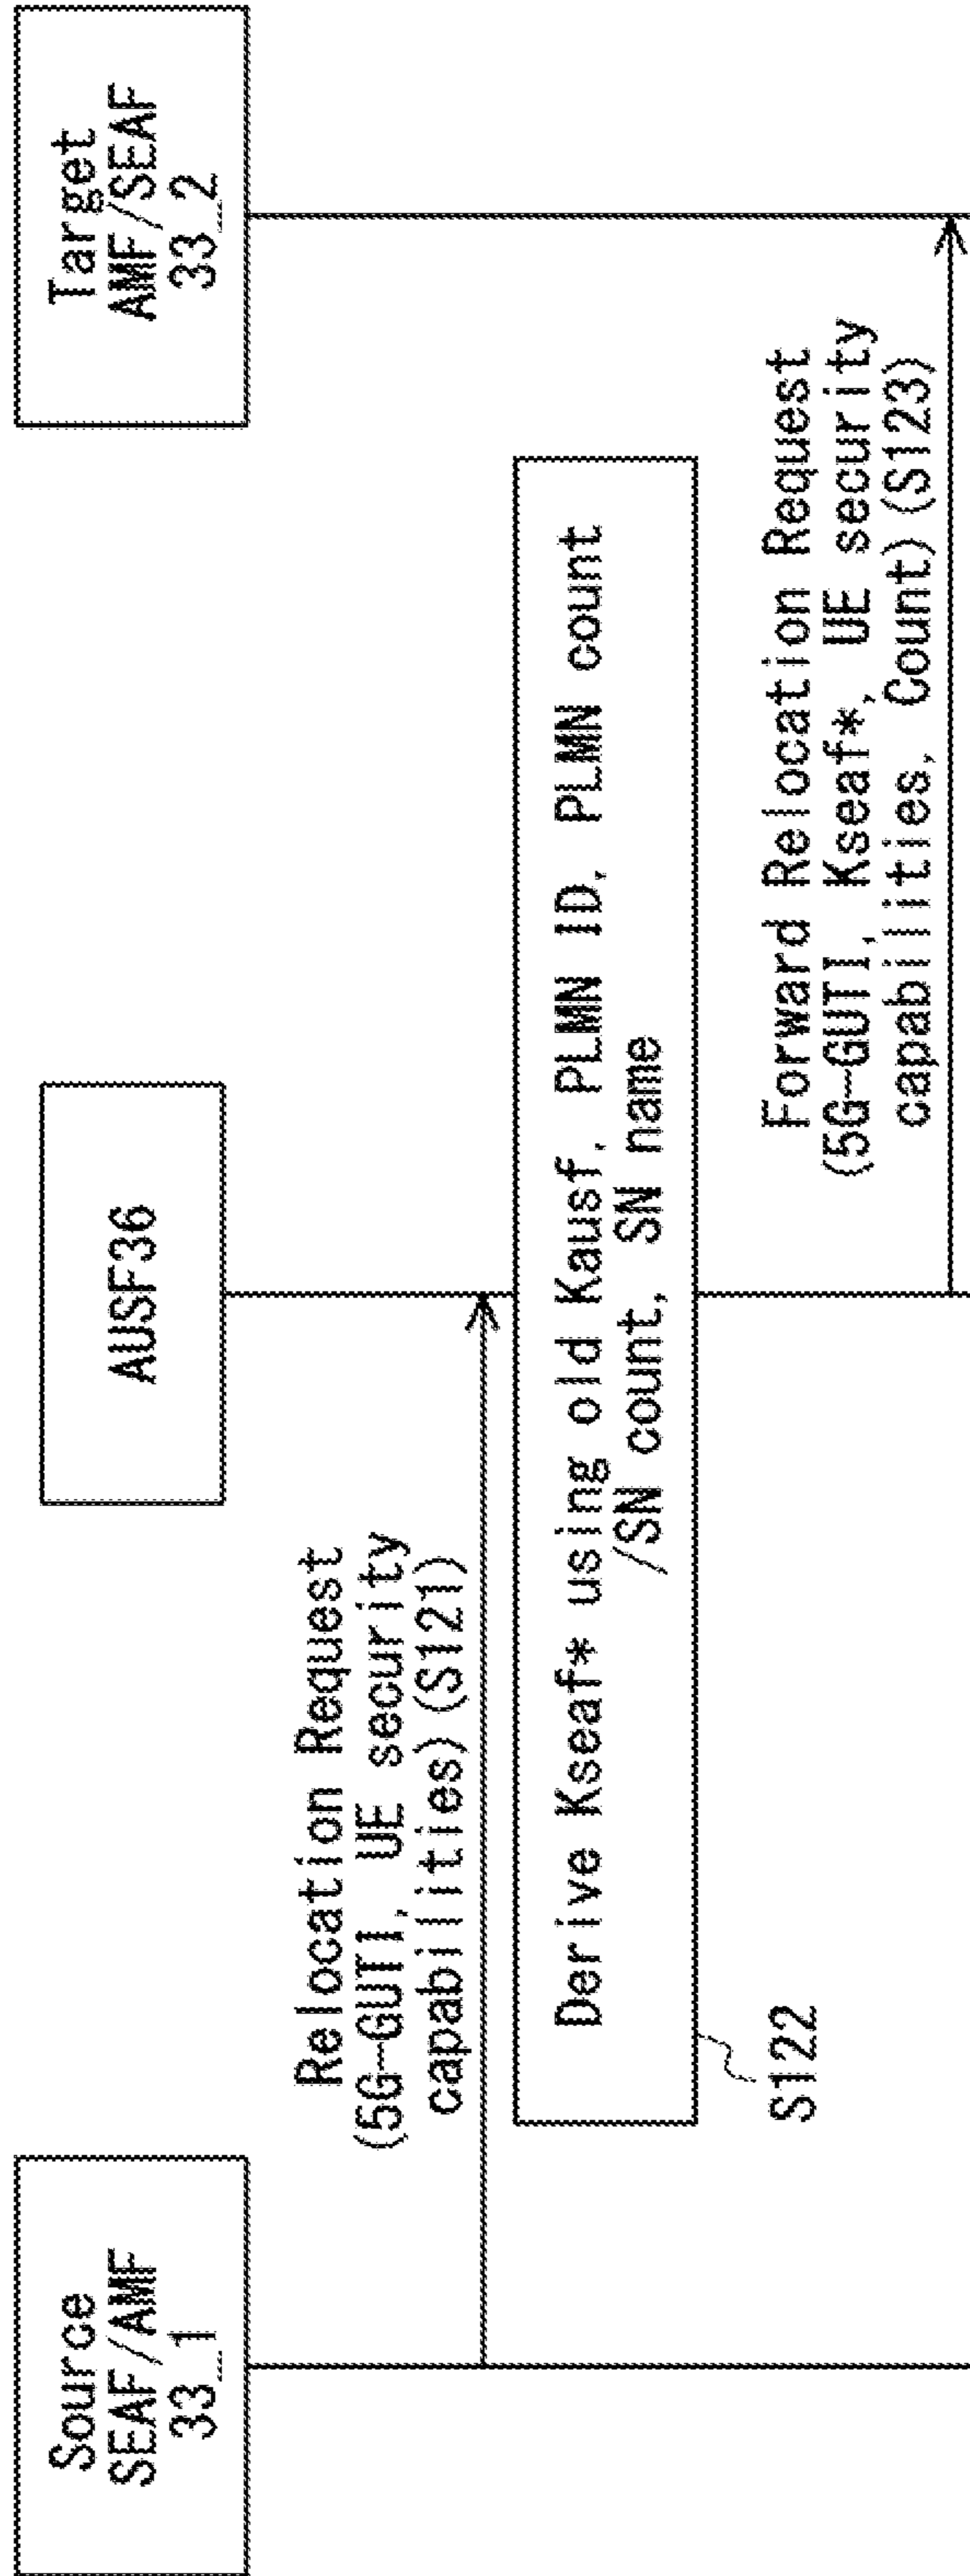 Source
SEAF/AMF
33_1
AUSF36
Target
AMF/SEAF
33_2
Relocation Request
(5G-GUTI, UE security
capabilities)(S121)
Derive Kseaf* using old Kausf, PLMN ID, PLMN count
/SN count, SN name
S122
Forward Relocation Request
(5G-GUTI, Kseaf*, UE security
capabilities, Count)(S123)